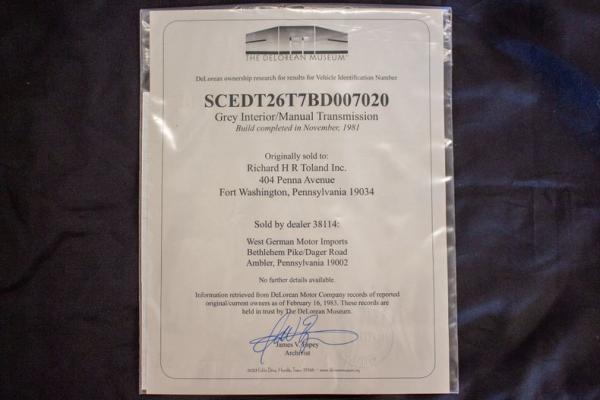 THE DELOREAN MUSEUM
DeLorean ownership research for results for Vehicle Identification Number
SCEDT26T7BD007020
Grey Interior/Manual Transmission
Build completed in November, 1981
Originally sold to:
Richard H R Toland Inc.
404 Penna Avenue
Fort Washington, Pennsylvania 19034
Sold by dealer 38114:
West German Motor Imports
Bethlehem Pike/Dager Road
Ambler, Pennsylvania 19002
No further details available.
Information retrieved from DeLorean Motor Company records of reported
original/current owners as of February 16, 1983. These records are
held in trust by The DeLorean Museum.
James V.
Archivist
Humble, Texas